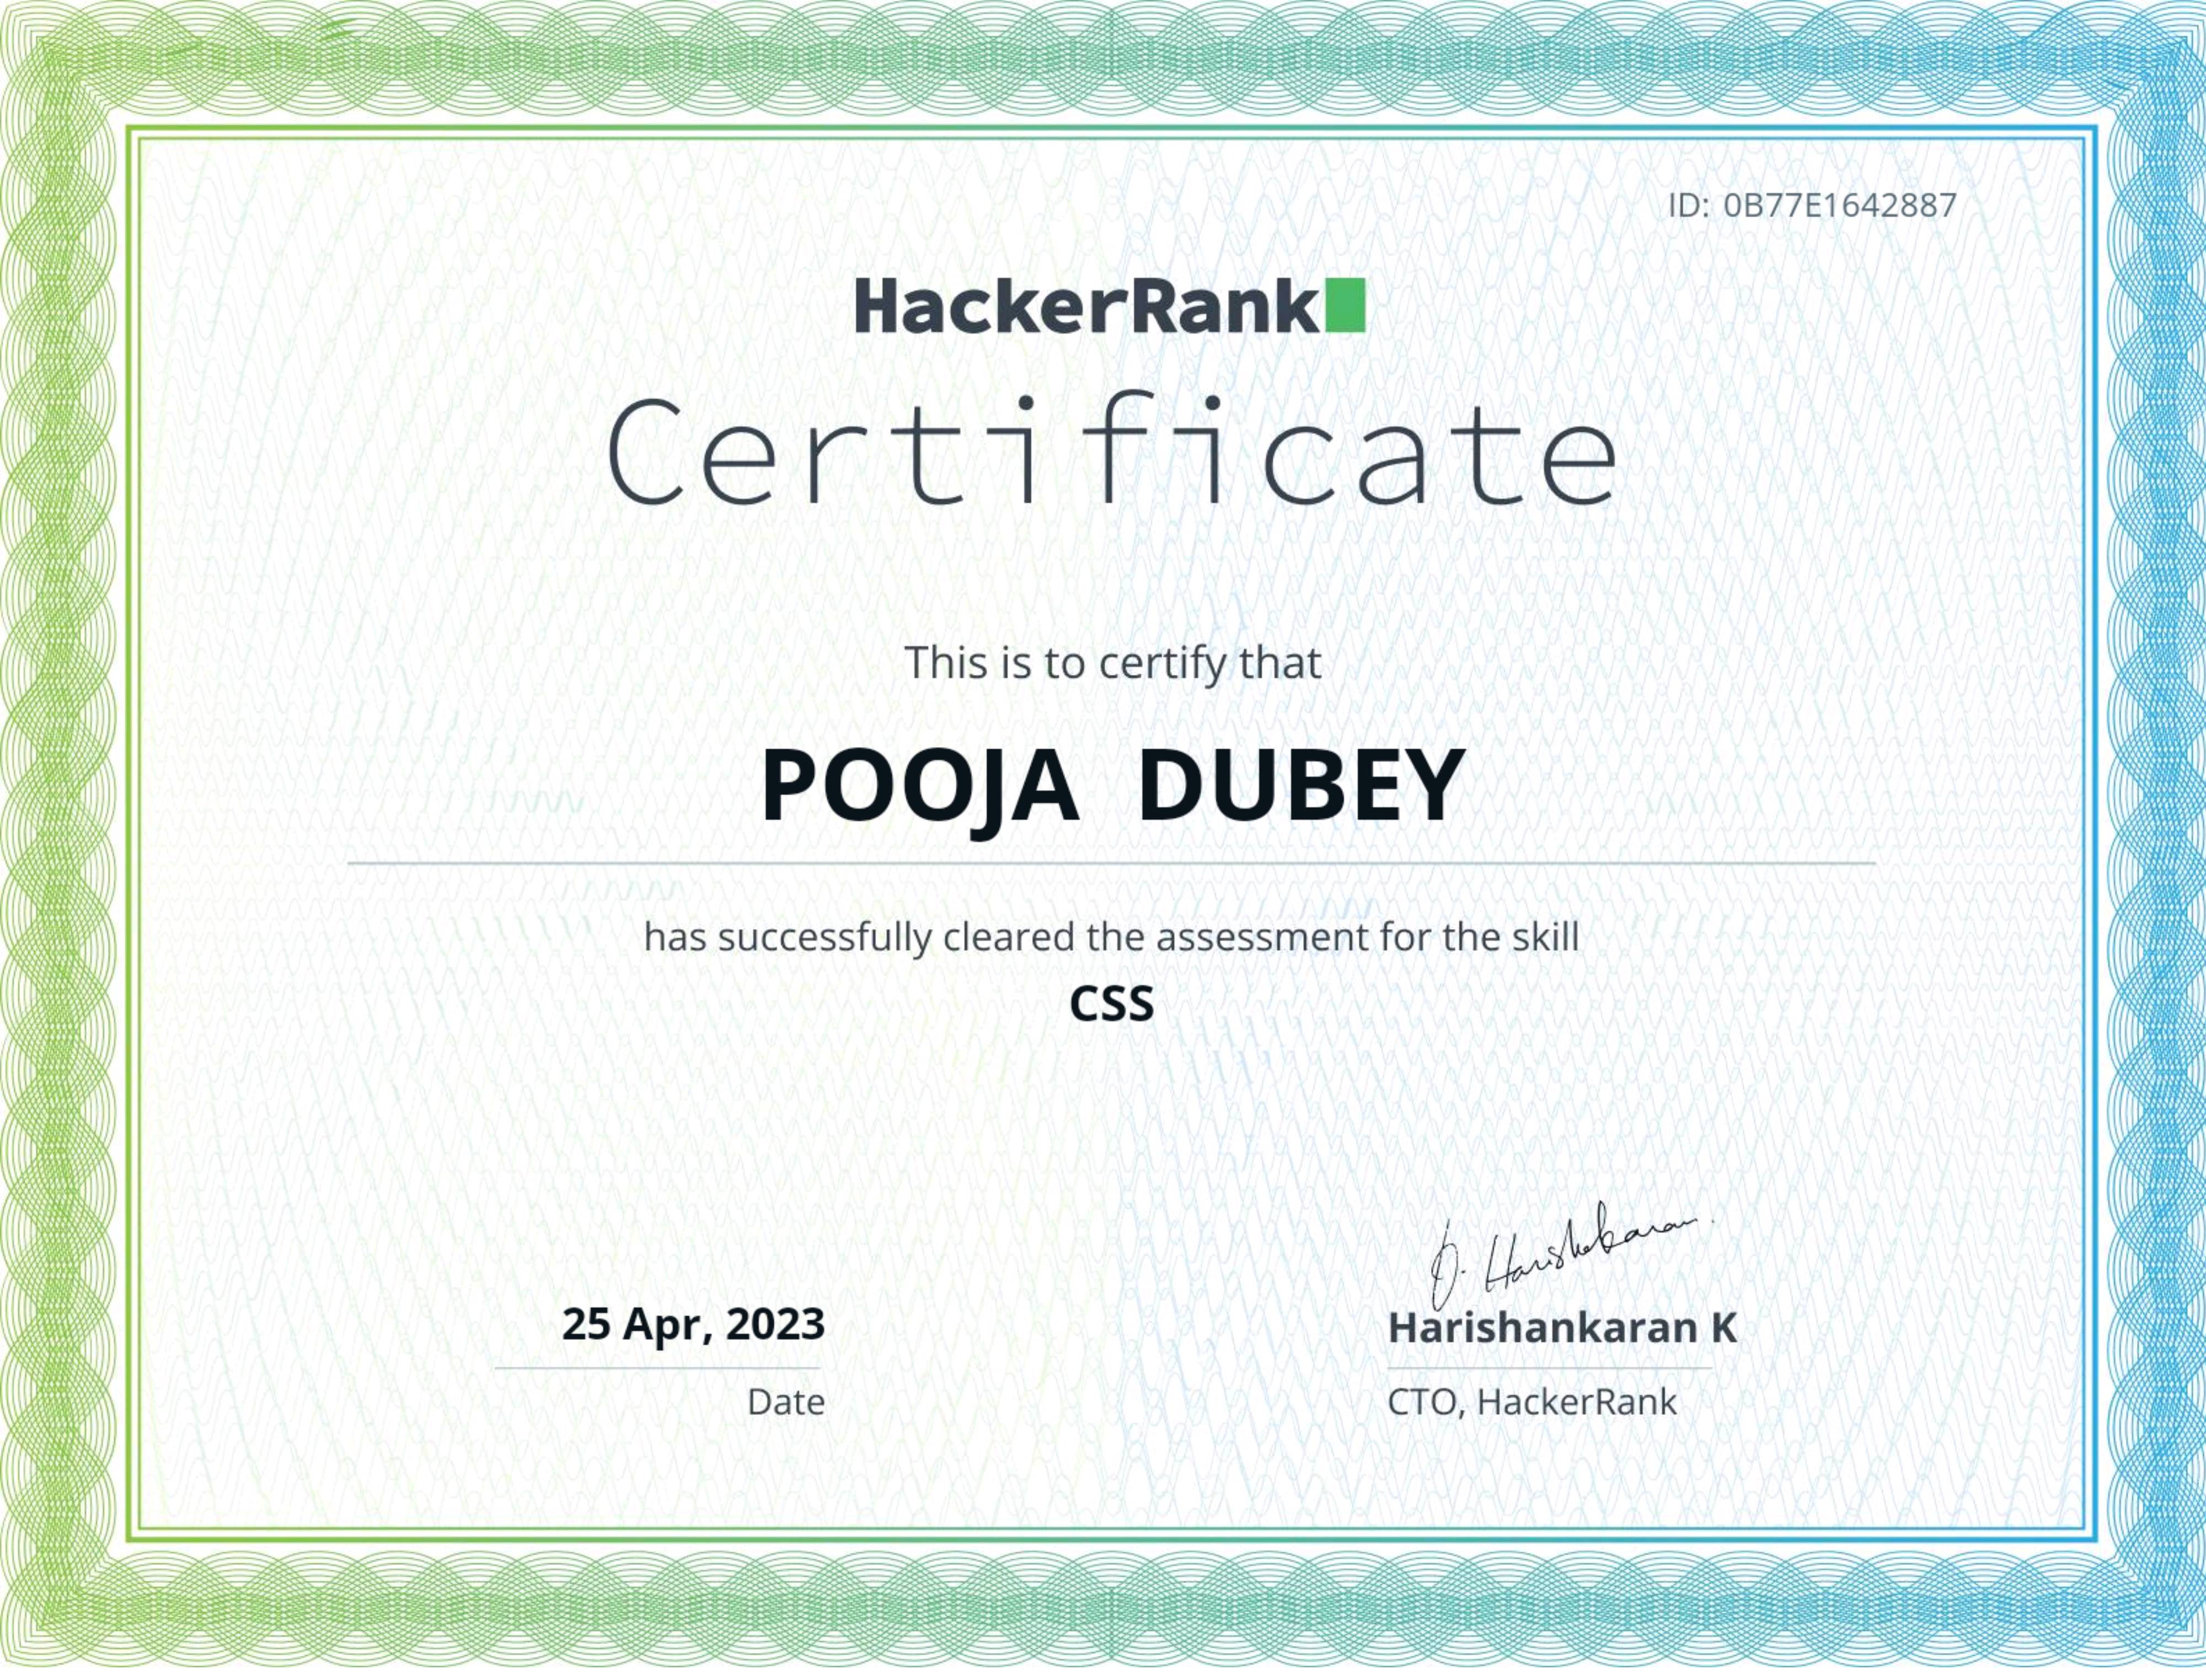 ID: 0B77E1642887
HackerRank
Certificate
This is to certify that
POOJA DUBEY
has successfully cleared the assessment for the skill
CSS
25 Apr, 2023
Date
Harishankaran
Harishankaran K
CTO, HackerRank